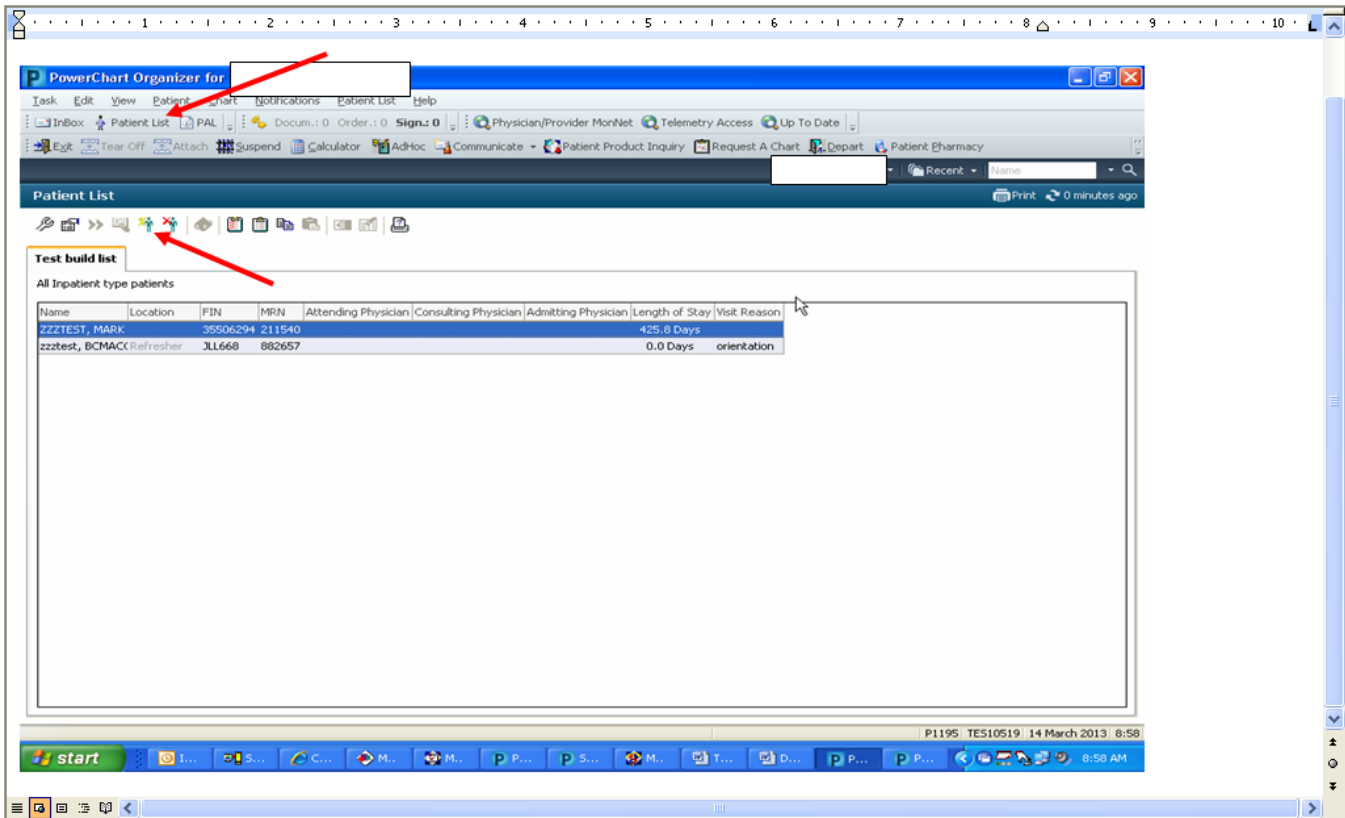 1 2 3 4 5 6 7 8 9 10
PowerChart Organizer for
Task Edit View Patient Chart Notifications Patient List Help
InBox Patient List PAL Docum.: 0 Order.: 0 Sign.: 0 Physician/Provider MonNet Telemetry Access Up To Date
Exit Tear Off Attach Suspend Calculator AdHoc Communicate Patient Product Inquiry Request A Chart Depart Patient Pharmacy
Recent Name
Patient List Print 0 minutes ago
Test build list
All Inpatient type patients
Name Location FIN MRN Attending Physician Consulting Physician Admitting Physician Length of Stay Visit Reason
ZZZTEST, MARK 35506294 211540 425.8 Days
zzztest, BCMAC( Refresher JLL668 882657 0.0 Days orientation
P1195 TES10519 14 March 2013 8:58
start I... S... C... M.. M.. P... S... M.. T... D... P... P... 8:58 AM